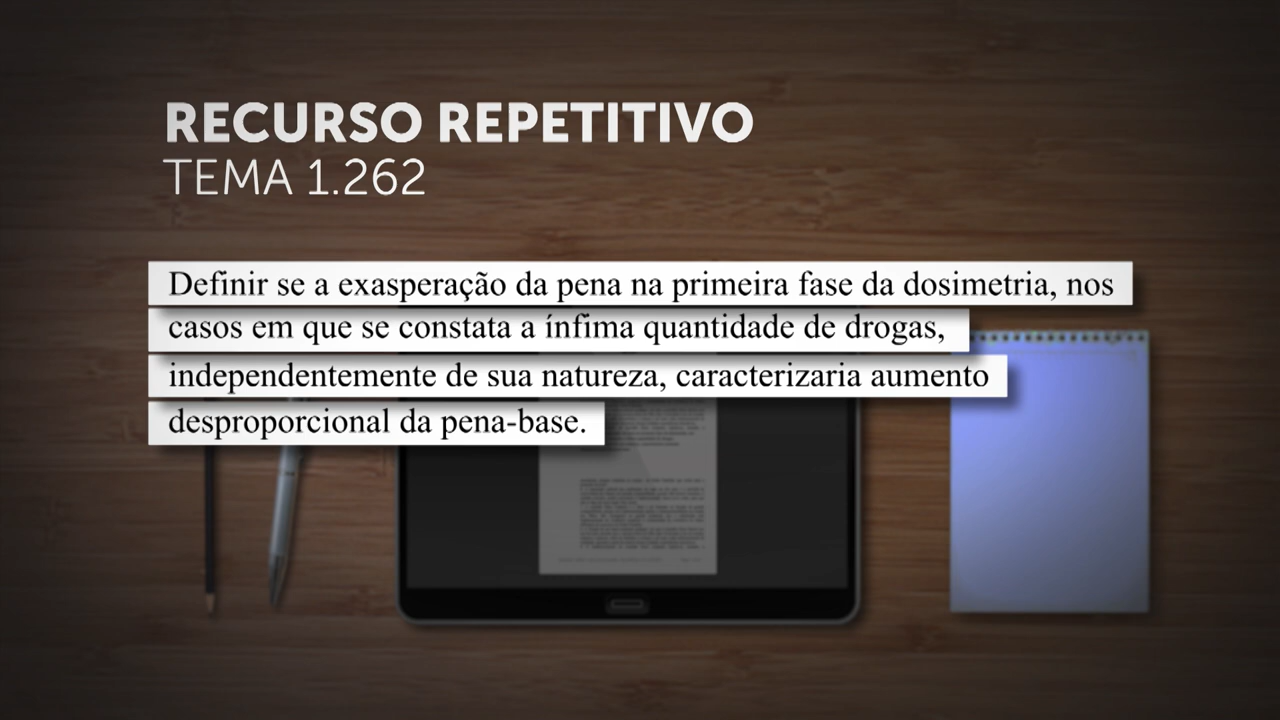 RECURSO REPETITIVO
TEMA 1.262
Definir se a exasperação da pena na primeira fase da dosimetria, nos
casos em que se constata a ínfima quantidade de drogas,
independentemente de sua natureza, caracterizaria aumento
desproporcional da pena-base.